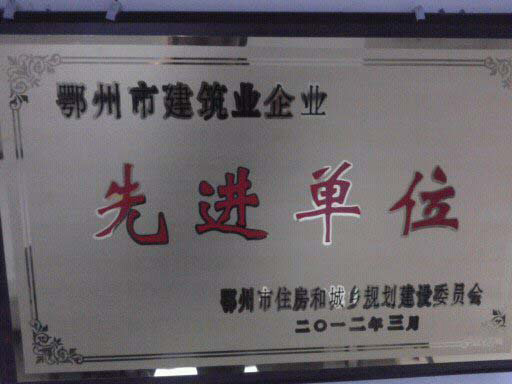 鄂州市建筑业企业
先进单位
鄂州市住房和城乡规划建设委员会
二〇一二年三月